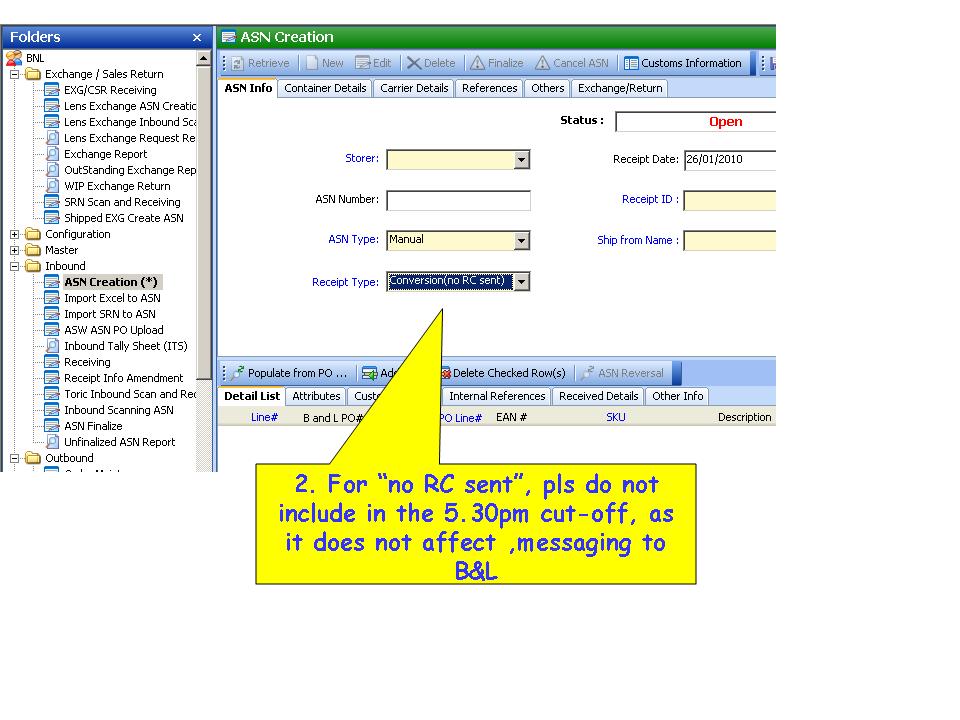 Folders ×
BNL
Exchange / Sales Return
EXG/CSR Receiving
Lens Exchange ASN Creatic
Lens Exchange Inbound Sca
Lens Exchange Request Re
Exchange Report
OutStanding Exchange Rep
WIP Exchange Return
SRN Scan and Receiving
Shipped EXG Create ASN
Configuration
Master
Inbound
ASN Creation (*)
Import Excel to ASN
Import SRN to ASN
ASW ASN PO Upload
Inbound Tally Sheet (ITS)
Receiving
Receipt Info Amendment
Toric Inbound Scan and Rec
Inbound Scanning ASN
ASN Finalize
Unfinalized ASN Report
Outbound
ASN Creation
Retrieve New Edit Delete Finalize Cancel ASN Customs Information
ASN Info Container Details Carrier Details References Others Exchange/Return
Status : Open
Storer: Receipt Date: 26/01/2010
ASN Number: Receipt ID :
ASN Type: Manual Ship from Name :
Receipt Type: Conversion(no RC sent)
Populate from PO ... Add Delete Checked Row(s) ASN Reversal
Detail List Attributes Custo Internal References Received Details Other Info
Line# B and L PO# PO Line# EAN # SKU Description
2. For “no RC sent”, pls do not
include in the 5.30pm cut-off, as
it does not affect ,messaging to
B&L